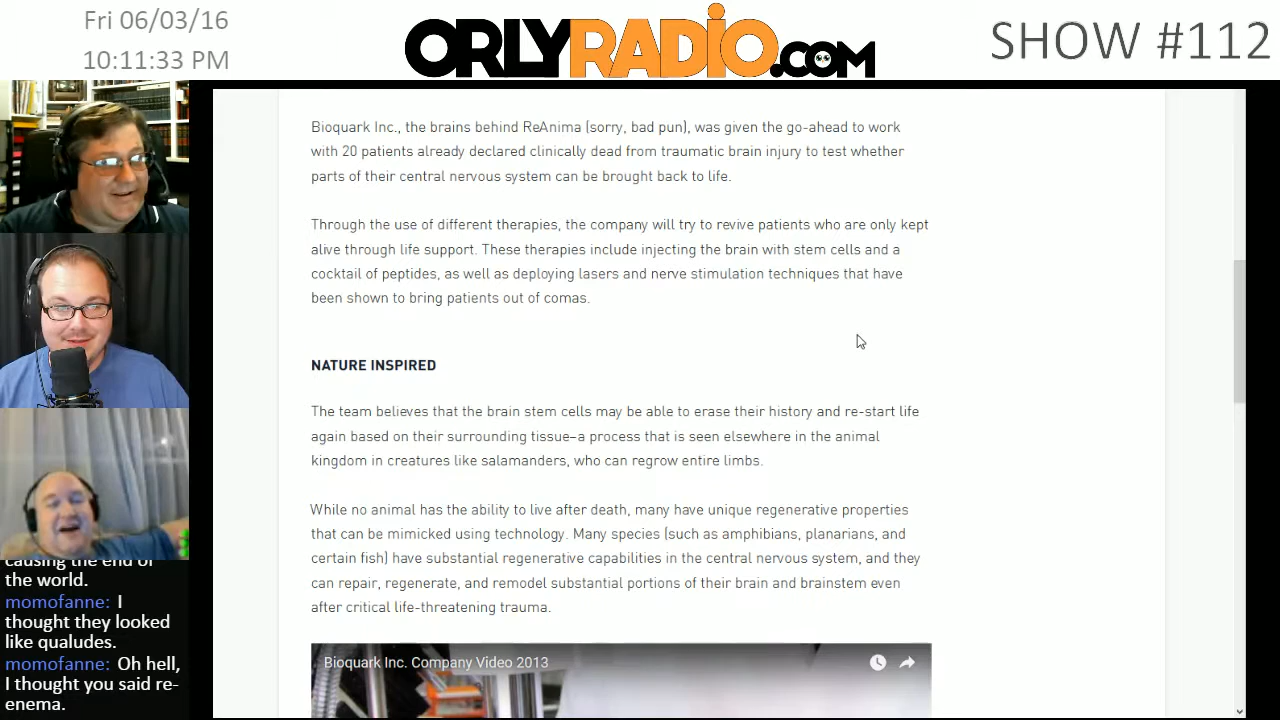 Fri 06/03/16
10:11:33 PM
ORLYRADIO.COM
SHOW #112
Bioquark Inc., the brains behind ReAnima (sorry, bad pun), was given the go-ahead to work
with 20 patients already declared clinically dead from traumatic brain injury to test whether
parts of their central nervous system can be brought back to life.
Through the use of different therapies, the company will try to revive patients who are only kept
alive through life support. These therapies include injecting the brain with stem cells and a
cocktail of peptides, as well as deploying lasers and nerve stimulation techniques that have
been shown to bring patients out of comas.
NATURE INSPIRED
The team believes that the brain stem cells may be able to erase their history and re-start life
again based on their surrounding tissue–a process that is seen elsewhere in the animal
kingdom in creatures like salamanders, who can regrow entire limbs.
While no animal has the ability to live after death, many have unique regenerative properties
that can be mimicked using technology. Many species (such as amphibians, planarians, and
certain fish) have substantial regenerative capabilities in the central nervous system, and they
can repair, regenerate, and remodel substantial portions of their brain and brainstem even
after critical life-threatening trauma.
Bioquark Inc. Company Video 2013
causing the end of
the world.
momofanne: I
thought they looked
like qualudes.
momofanne: Oh hell,
I thought you said re-
enema.